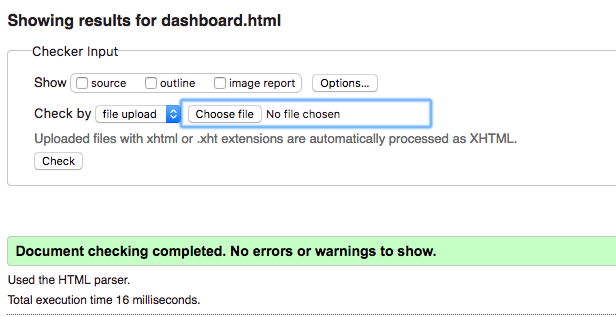 Showing results for dashboard.html
Checker Input
Show source outline image report Options...
Check by file upload Choose file No file chosen
Uploaded files with xhtml or .xht extensions are automatically processed as XHTML.
Check
Document checking completed. No errors or warnings to show.
Used the HTML parser.
Total execution time 16 milliseconds.